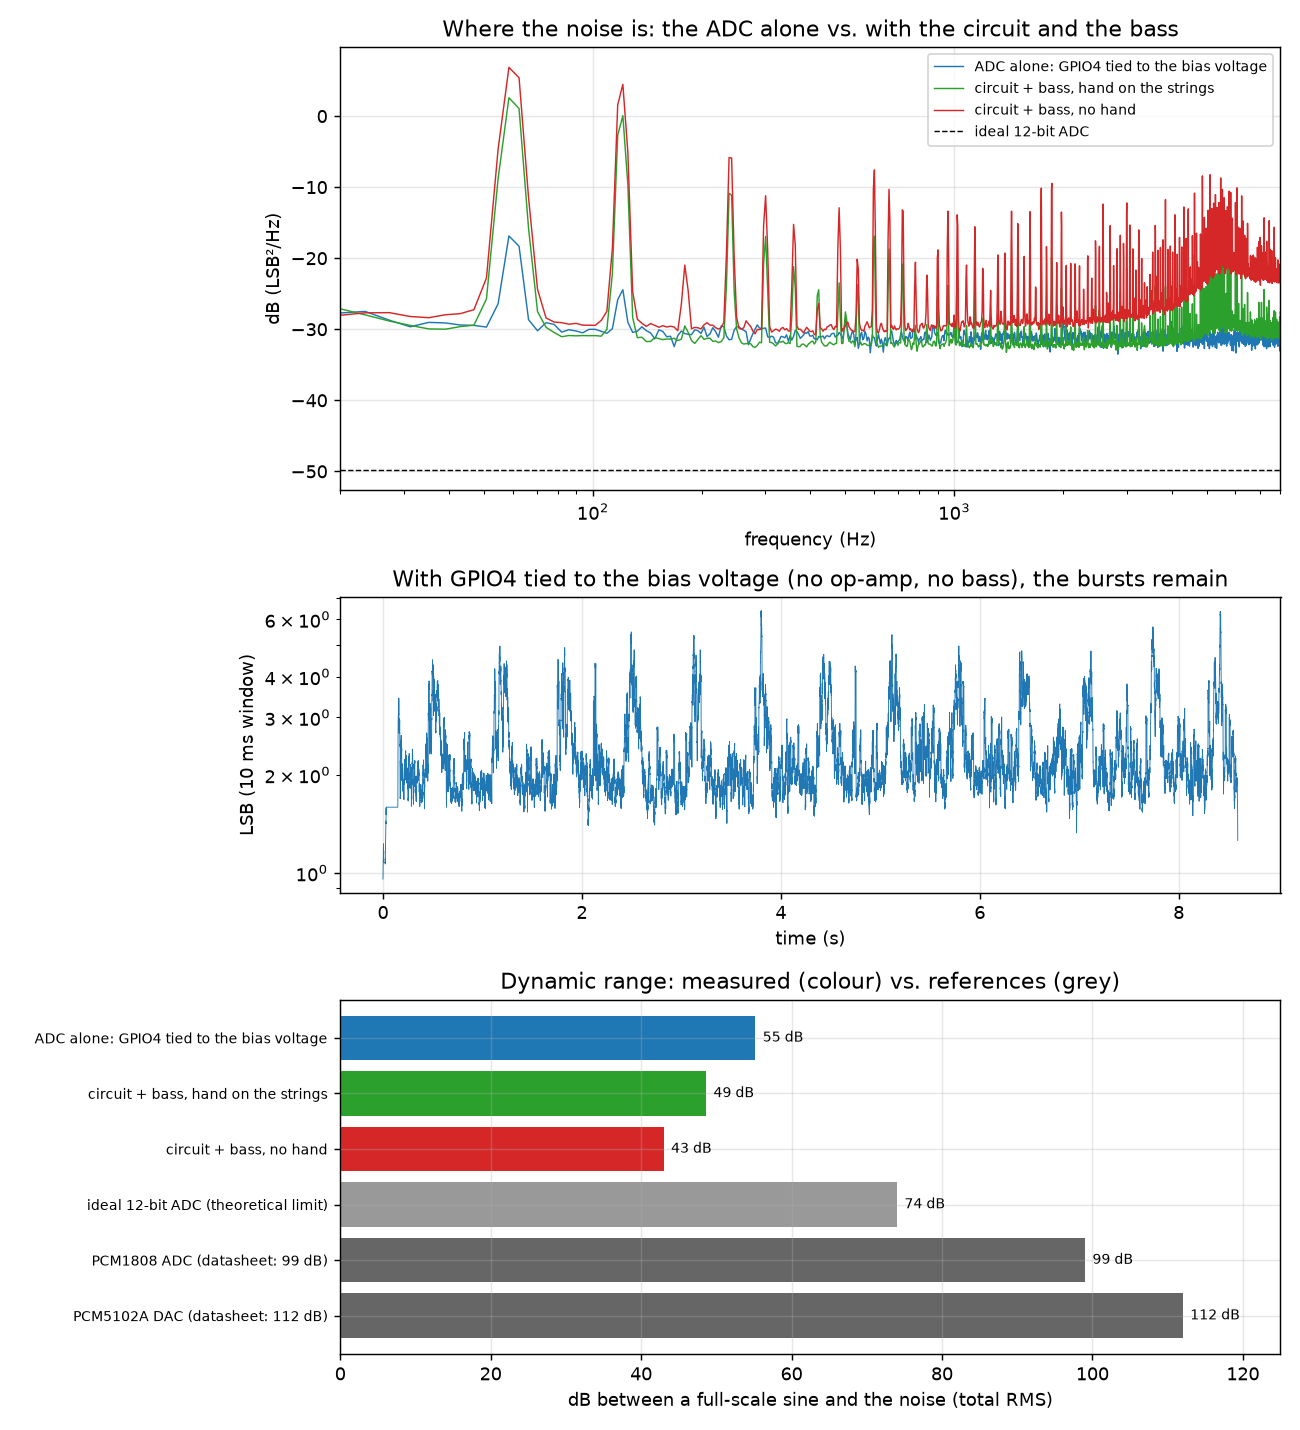 Where the noise is: the ADC alone vs. with the circuit and the bass
ADC alone: GPIO4 tied to the bias voltage
circuit + bass, hand on the strings
circuit + bass, no hand
ideal 12-bit ADC
dB (LSB²/Hz)
0
−10
−20
−30
−40
−50
10²
10³
frequency (Hz)
With GPIO4 tied to the bias voltage (no op-amp, no bass), the bursts remain
LSB (10 ms window)
6 × 10⁰
4 × 10⁰
3 × 10⁰
2 × 10⁰
10⁰
0 2 4 6 8
time (s)
Dynamic range: measured (colour) vs. references (grey)
ADC alone: GPIO4 tied to the bias voltage 55 dB
circuit + bass, hand on the strings 49 dB
circuit + bass, no hand 43 dB
ideal 12-bit ADC (theoretical limit) 74 dB
PCM1808 ADC (datasheet: 99 dB) 99 dB
PCM5102A DAC (datasheet: 112 dB) 112 dB
0 20 40 60 80 100 120
dB between a full-scale sine and the noise (total RMS)